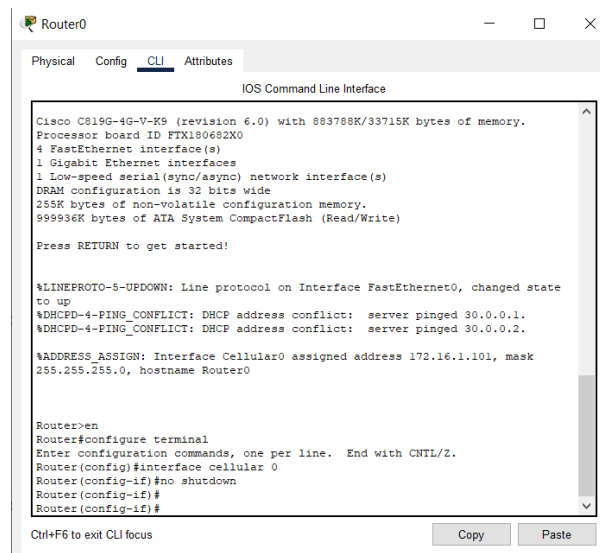 Router0
Physical Config CLI Attributes
IOS Command Line Interface
Cisco C819G-4G-V-K9 (revision 6.0) with 883788K/33715K bytes of memory.
Processor board ID FTX180682X0
4 FastEthernet interface(s)
1 Gigabit Ethernet interfaces
1 Low-speed serial(sync/async) network interface(s)
DRAM configuration is 32 bits wide
255K bytes of non-volatile configuration memory.
999936K bytes of ATA System CompactFlash (Read/Write)
Press RETURN to get started!
%LINEPROTO-5-UPDOWN: Line protocol on Interface FastEthernet0, changed state
to up
%DHCPD-4-PING_CONFLICT: DHCP address conflict:  server pinged 30.0.0.1.
%DHCPD-4-PING_CONFLICT: DHCP address conflict:  server pinged 30.0.0.2.
%ADDRESS_ASSIGN: Interface Cellular0 assigned address 172.16.1.101, mask
255.255.255.0, hostname Router0
Router>en
Router#configure terminal
Enter configuration commands, one per line.  End with CNTL/Z.
Router(config)#interface cellular 0
Router(config-if)#no shutdown
Router(config-if)#
Router(config-if)#
Ctrl+F6 to exit CLI focus
Copy Paste